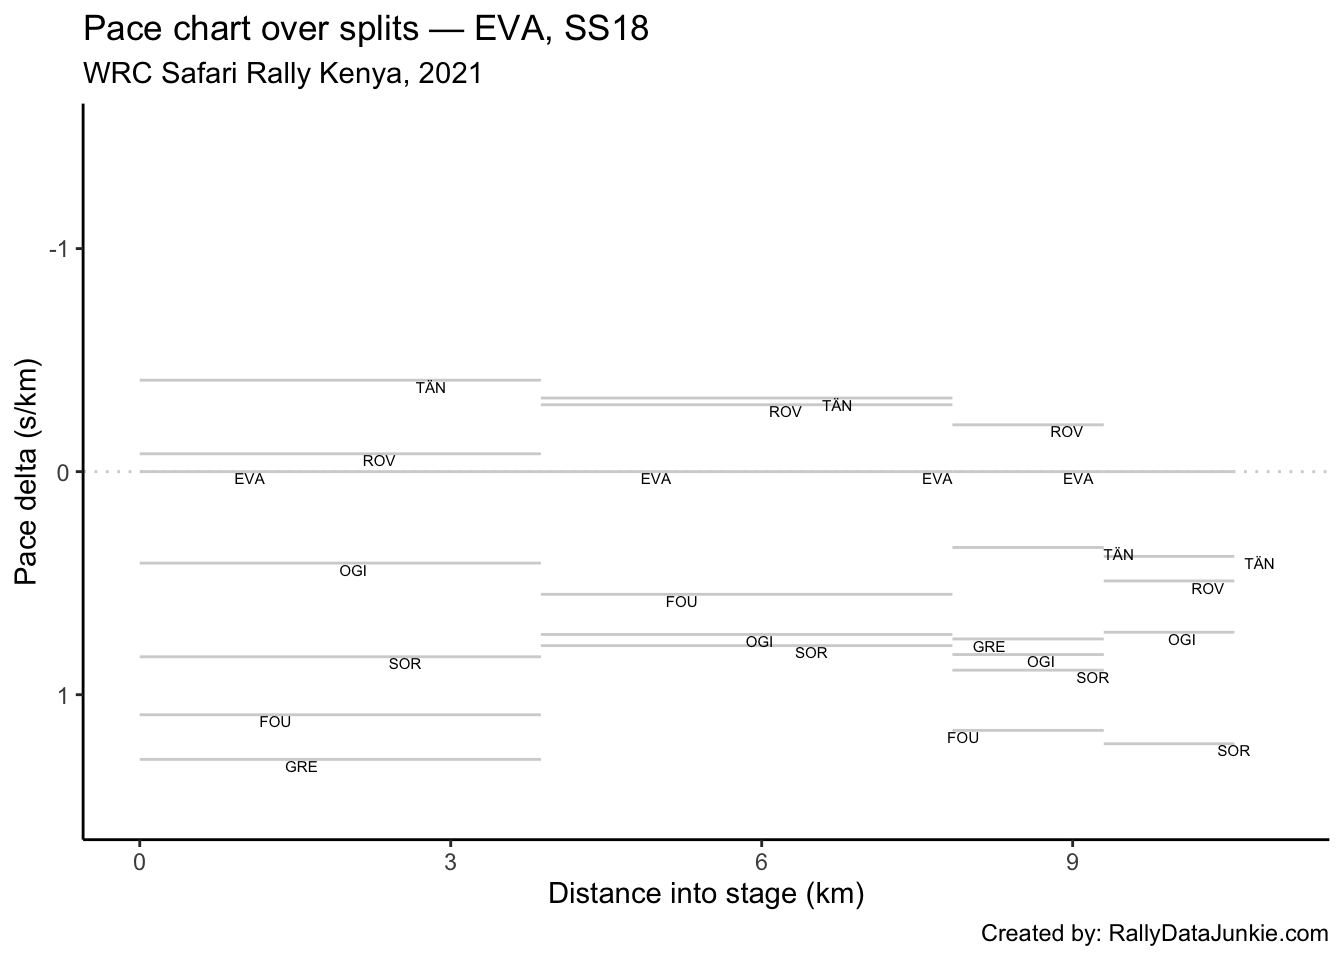 Pace chart over splits — EVA, SS18
WRC Safari Rally Kenya, 2021
Pace delta (s/km)
-1
0
1
TÄN
ROV
TÄN
ROV
ROV
EVA
EVA
EVA
EVA
TÄN
TÄN
OGI
ROV
FOU
OGI
OGI
GRE
SOR
SOR
OGI
SOR
FOU
FOU
SOR
GRE
0
3
6
9
Distance into stage (km)
Created by: RallyDataJunkie.com